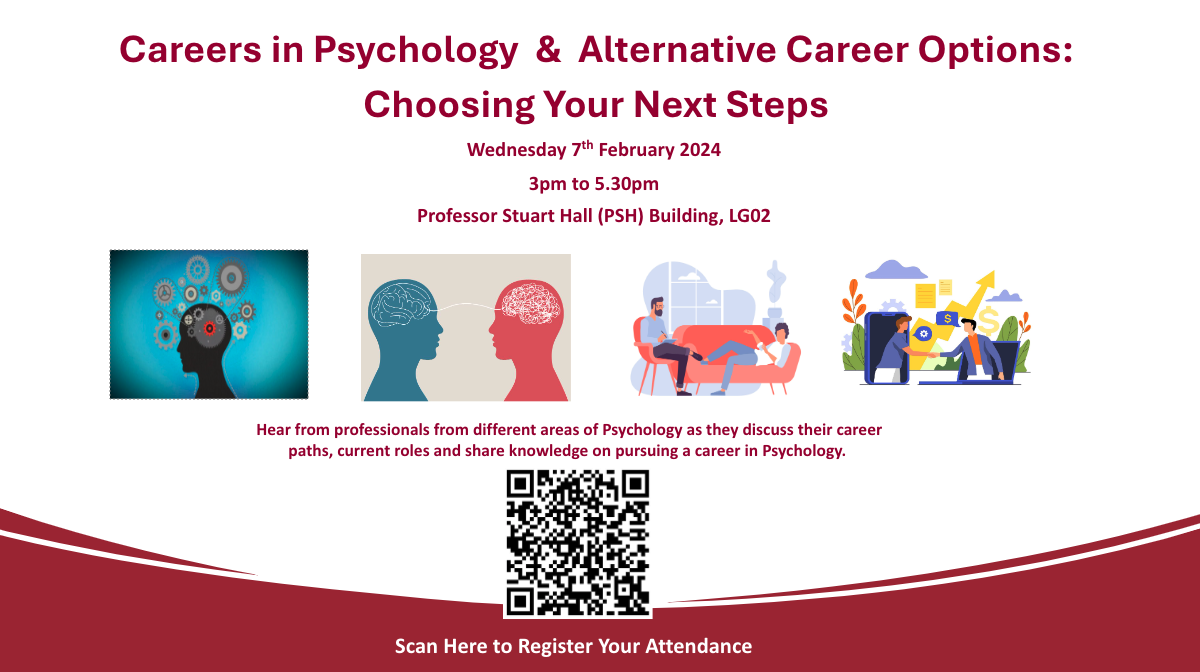 Careers in Psychology & Alternative Career Options:
Choosing Your Next Steps
Wednesday 7th February 2024
3pm to 5.30pm
Professor Stuart Hall (PSH) Building, LG02
$
$
Hear from professionals from different areas of Psychology as they discuss their career
paths, current roles and share knowledge on pursuing a career in Psychology.
Scan Here to Register Your Attendance